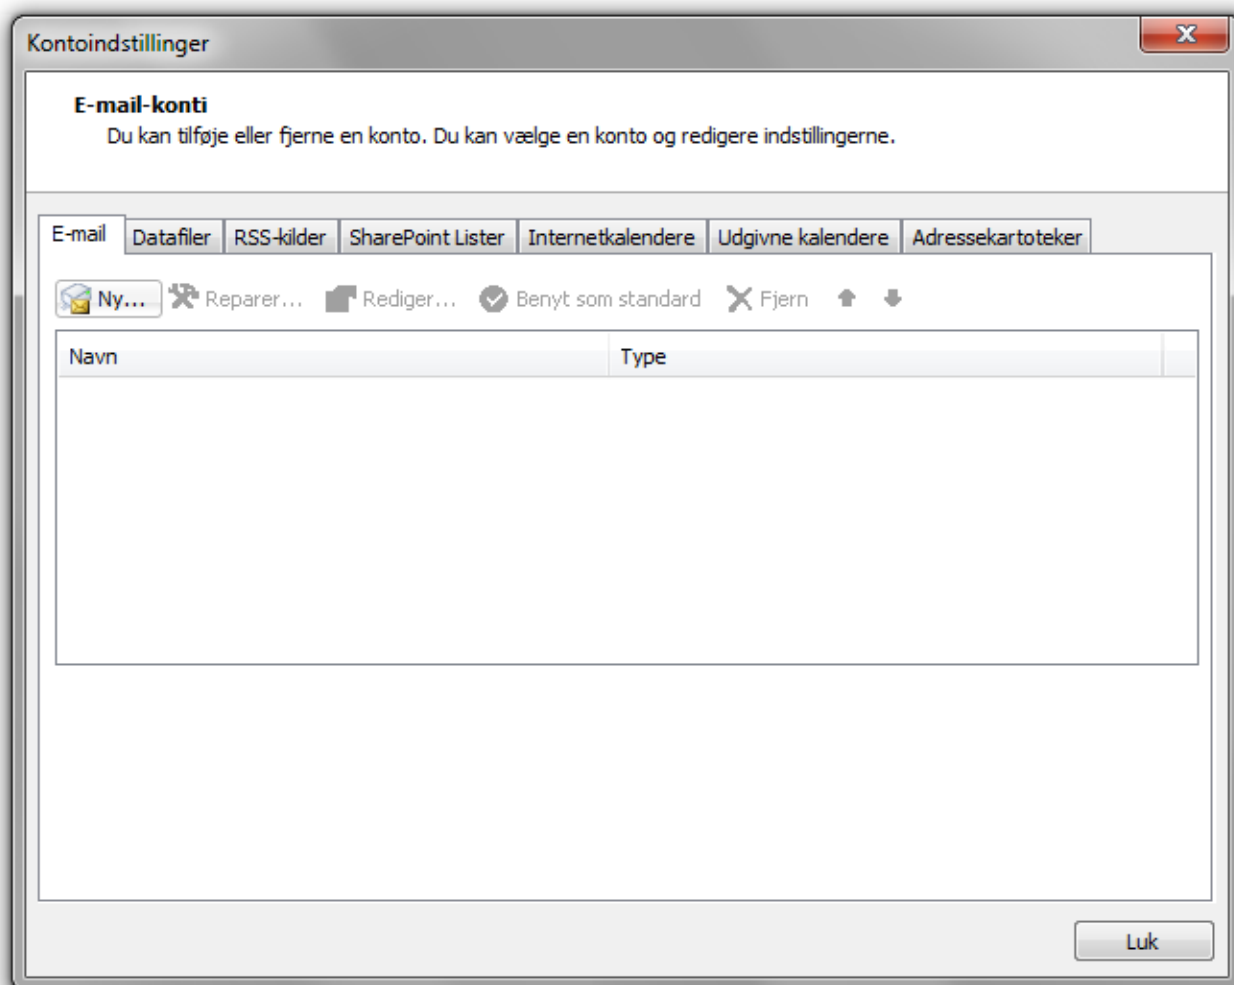 Kontoindstillinger
E-mail-konti
Du kan tilføje eller fjerne en konto. Du kan vælge en konto og redigere indstillingerne.
E-mail Datafiler RSS-kilder SharePoint Lister Internetkalendere Udgivne kalendere Adressekartoteker
Ny... Reparer... Rediger... Benyt som standard Fjern
Navn Type
Luk